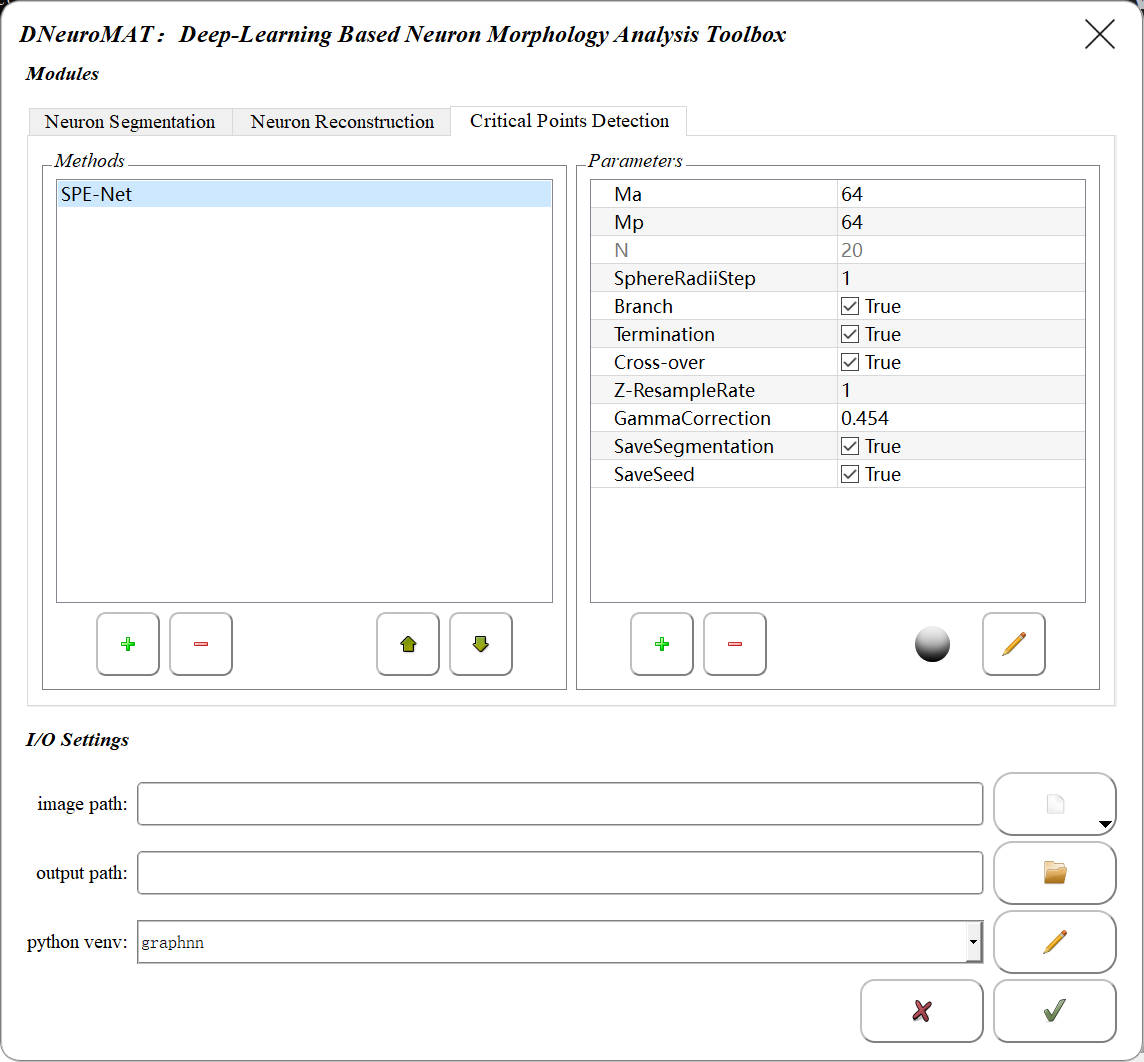 DNeuroMAT： Deep-Learning Based Neuron Morphology Analysis Toolbox
Modules
Neuron Segmentation Neuron Reconstruction Critical Points Detection
Methods
SPE-Net
Parameters
Ma 64
Mp 64
N 20
SphereRadiiStep 1
Branch True
Termination True
Cross-over True
Z-ResampleRate 1
GammaCorrection 0.454
SaveSegmentation True
SaveSeed True
I/O Settings
image path:
output path:
python venv: graphnn